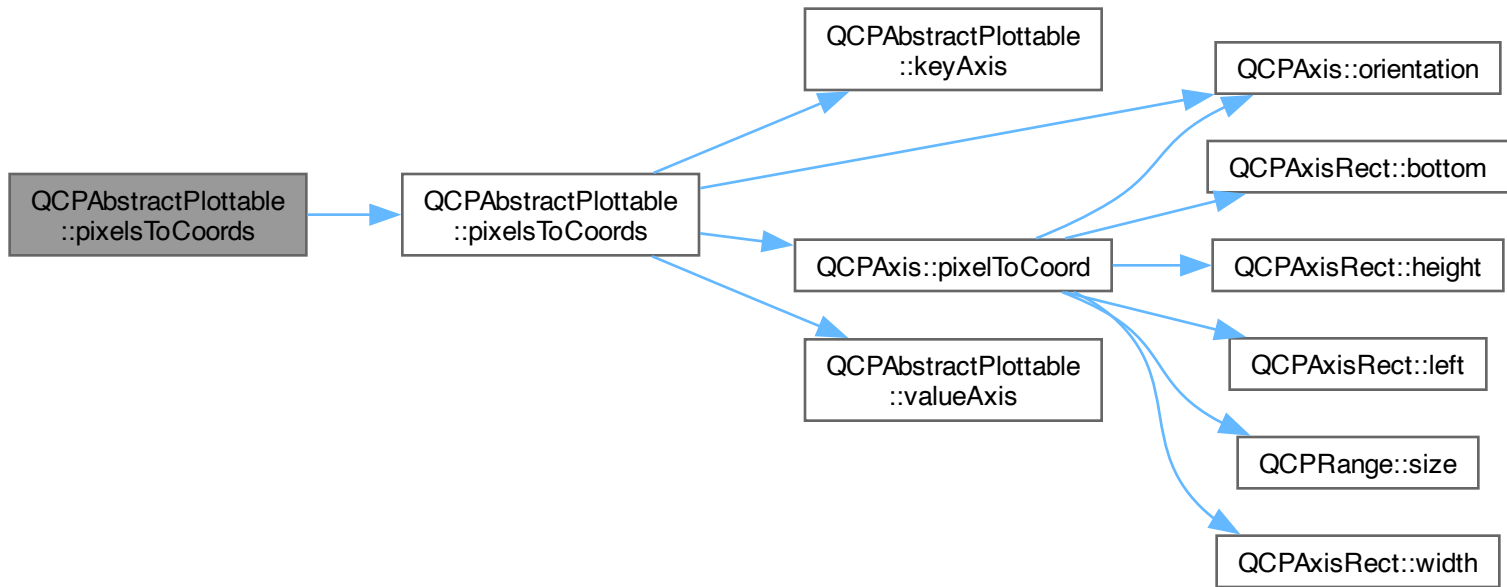 QCPAbstractPlottable
::pixelsToCoords
QCPAbstractPlottable
::pixelsToCoords
QCPAbstractPlottable
::keyAxis
QCPAxis::orientation
QCPAxis::pixelToCoord
QCPAxisRect::bottom
QCPAxisRect::height
QCPAxisRect::left
QCPRange::size
QCPAxisRect::width
QCPAbstractPlottable
::valueAxis